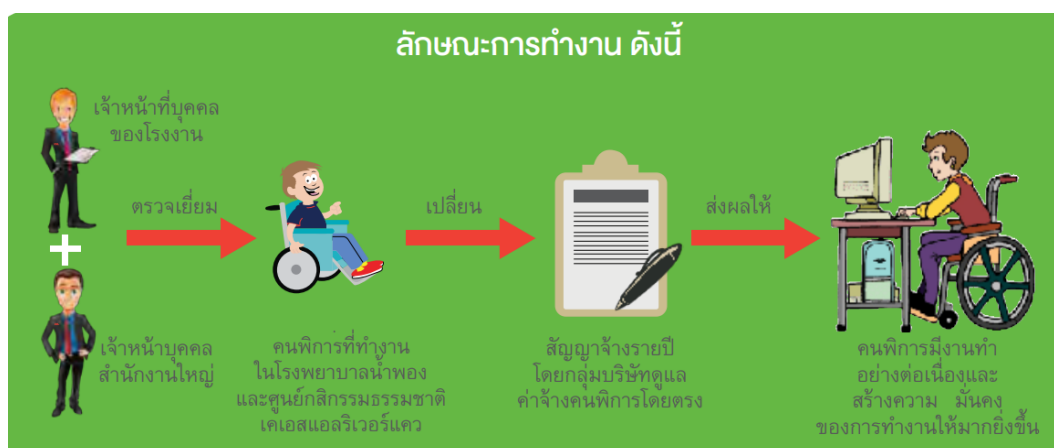 ลักษณะการทำงาน ดังนี้
เจ้าหน้าที่บุคคล
ของโรงงาน
ตรวจเยี่ยม
เปลี่ยน
ส่งผลให้
+
เจ้าหน้าบุคคล
สำนักงานใหญ่
คนพิการที่ทำงาน
ในโรงพยาบาลน้ำพอง
และศูนย์กสิกรรมธรรมชาติ
เคเอสแอลริเวอร์แคว
สัญญาจ้างรายปี
โดยกลุ่มบริษัทดูแล
ค่าจ้างคนพิการโดยตรง
คนพิการมีงานทำ
อย่างต่อเนื่องและ
สร้างความ มั่นคง
ของการทำงานให้มากยิ่งขึ้น